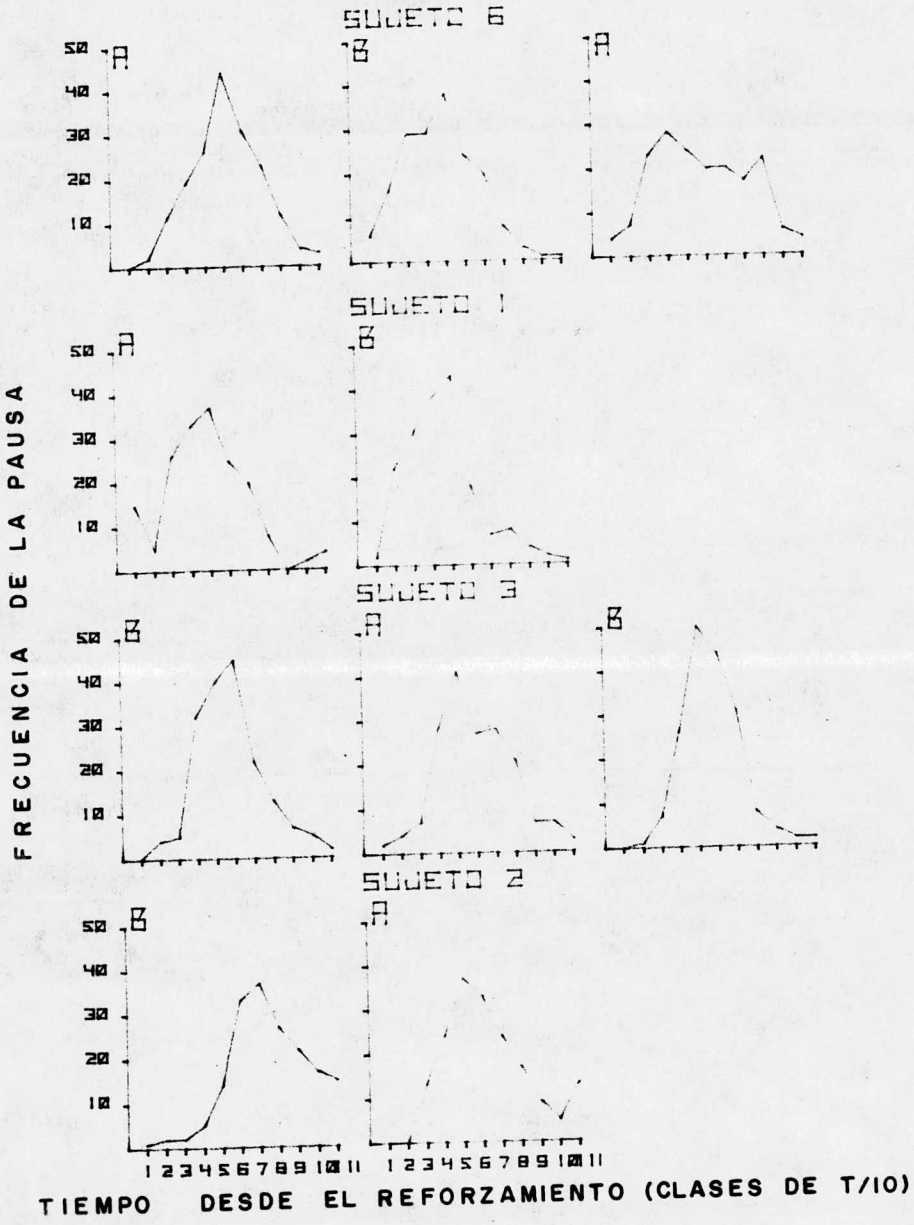 SUJETO 6
A B A
50
40
30
20
10
SUJETO 1
A B
50
40
30
20
10
SUJETO 3
B A B
50
40
30
20
10
SUJETO 2
B A
50
40
30
20
10
1 2 3 4 5 6 7 8 9 10 11 1 2 3 4 5 6 7 8 9 10 11
FRECUENCIA DE LA PAUSA
TIEMPO DESDE EL REFORZAMIENTO (CLASES DE T/10)